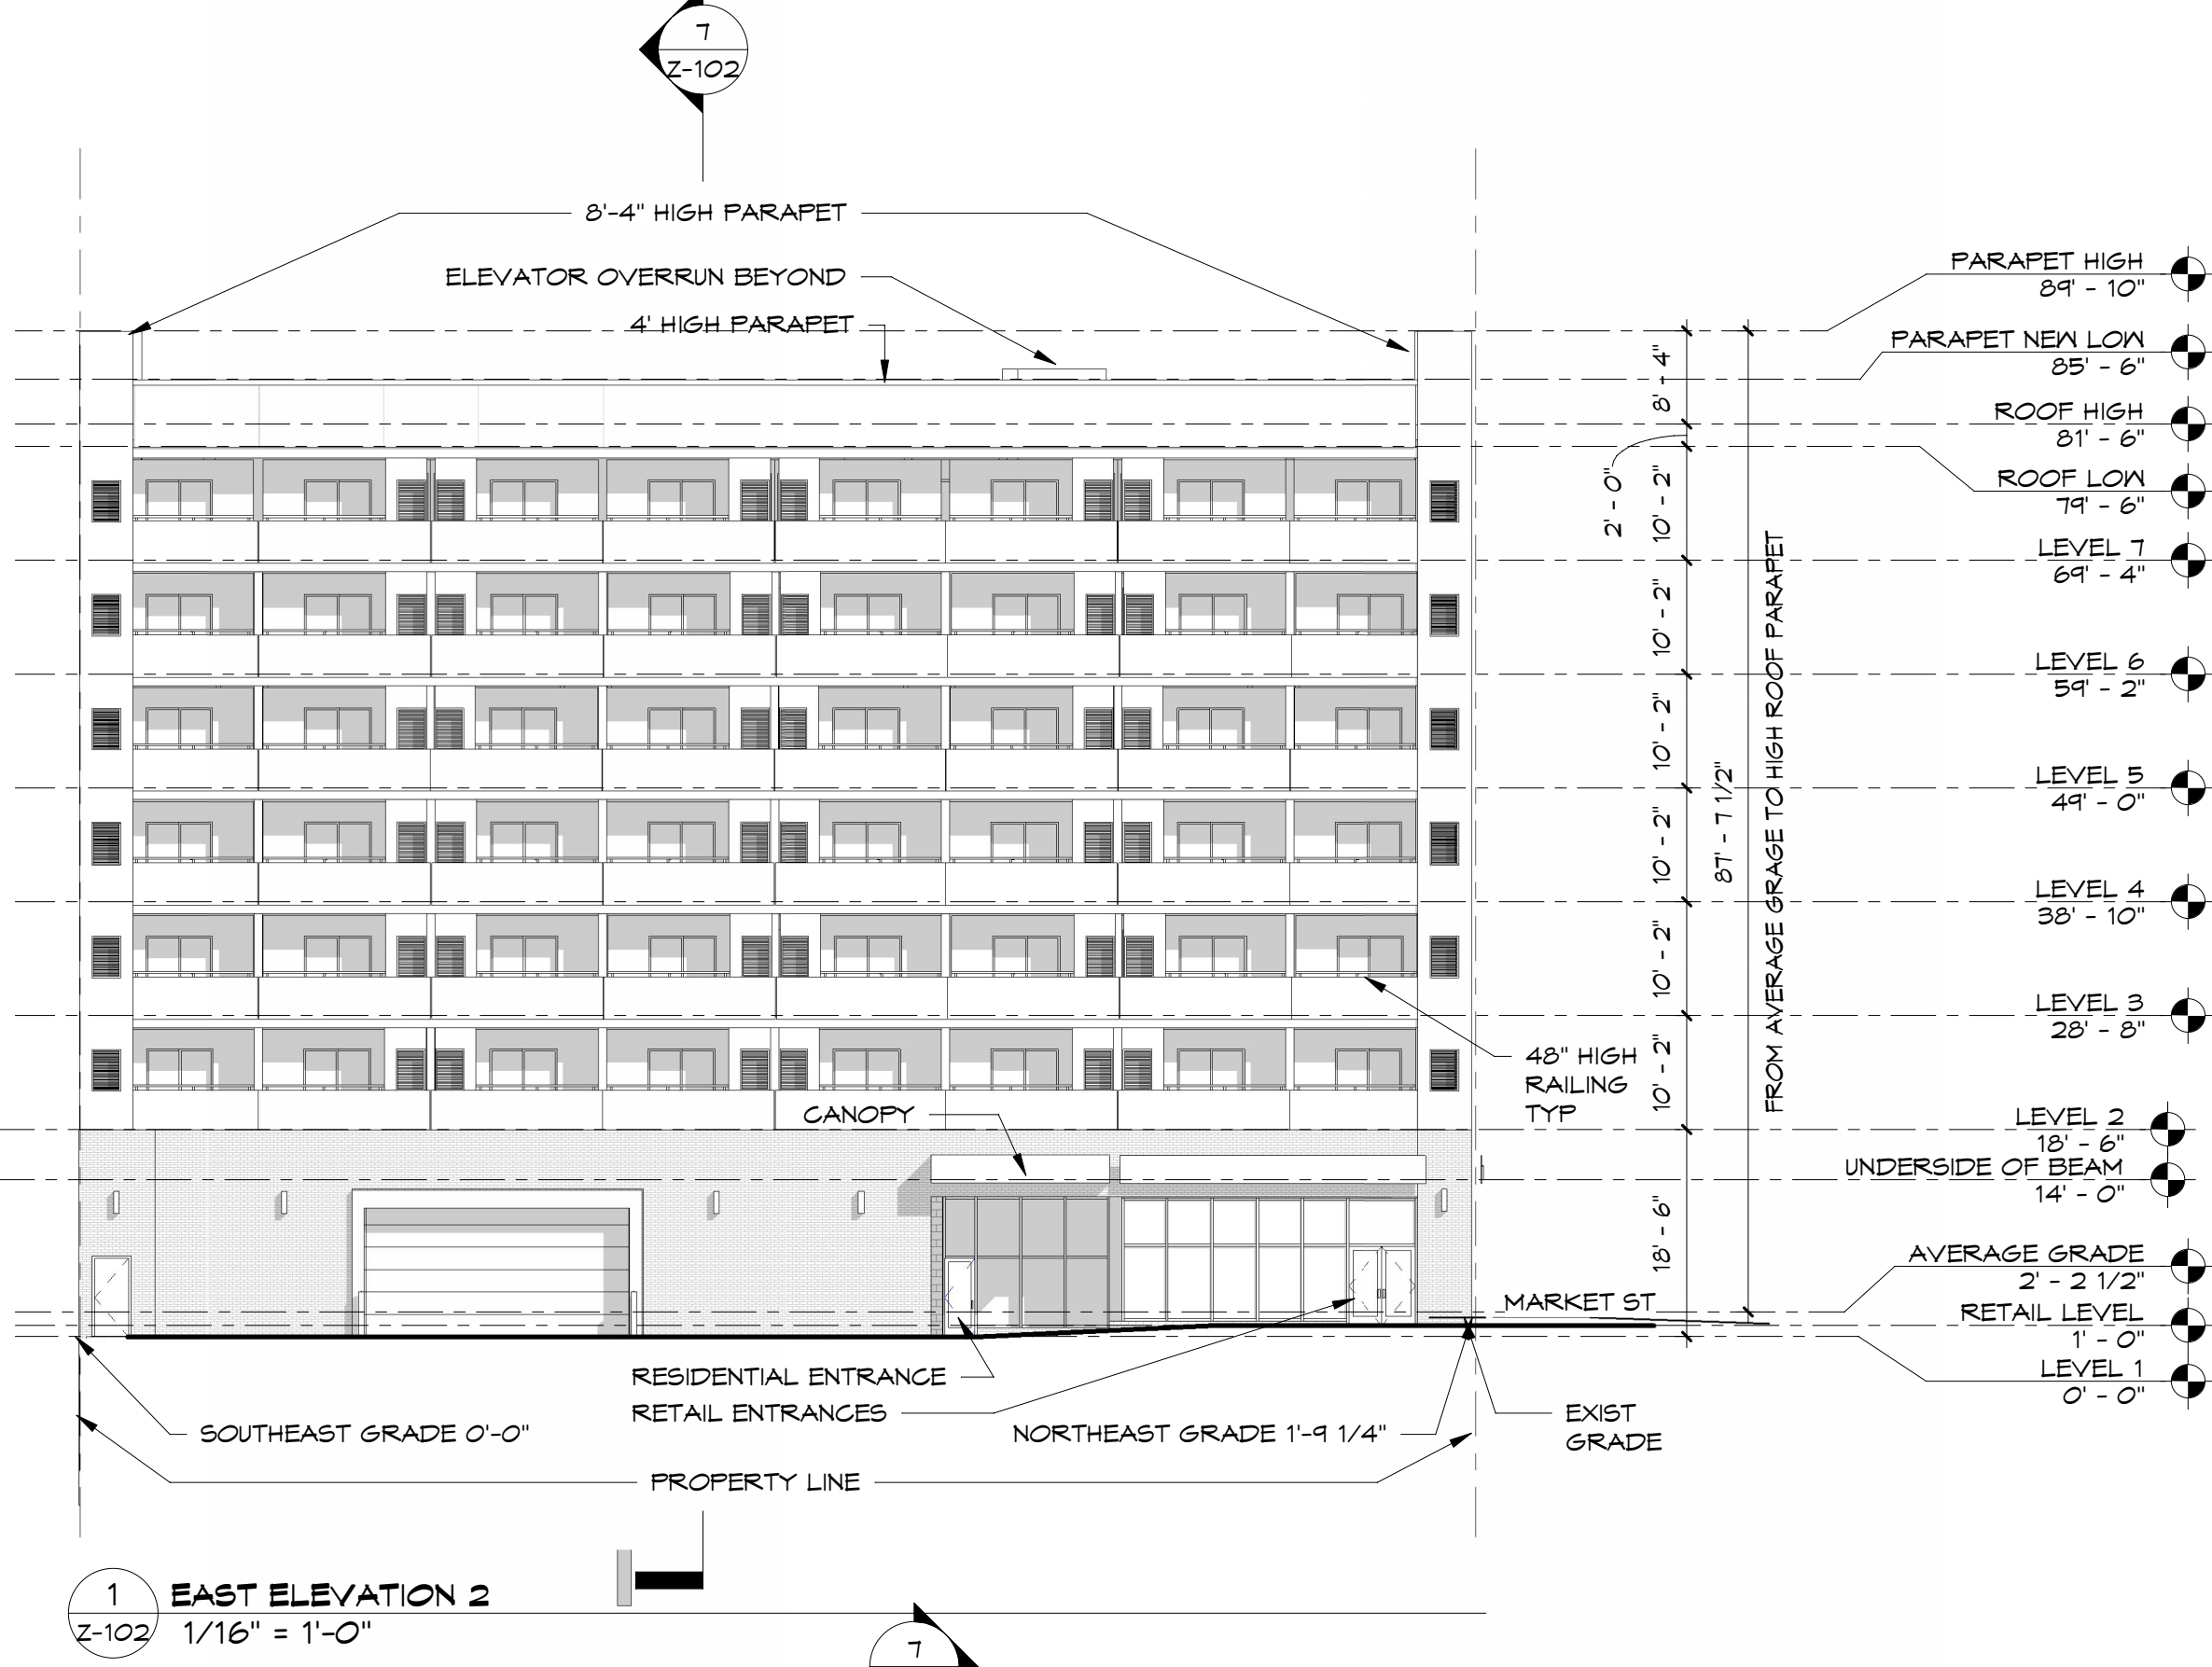 7
Z-102
8'-4" HIGH PARAPET
ELEVATOR OVERRUN BEYOND
4' HIGH PARAPET
PARAPET HIGH
89' - 10"
PARAPET NEW LOW
85' - 6"
ROOF HIGH
81' - 6"
ROOF LOW
79' - 6"
LEVEL 7
69' - 4"
LEVEL 6
59' - 2"
LEVEL 5
49' - 0"
LEVEL 4
38' - 10"
LEVEL 3
28' - 8"
LEVEL 2
18' - 6"
UNDERSIDE OF BEAM
14' - 0"
AVERAGE GRADE
2' - 2 1/2"
RETAIL LEVEL
1' - 0"
LEVEL 1
0' - 0"
8' - 4"
2' - 0"
10' - 2"
10' - 2"
10' - 2"
10' - 2"
10' - 2"
10' - 2"
18' - 6"
87' - 7 1/2"
FROM AVERAGE GRAGE TO HIGH ROOF PARAPET
48" HIGH
RAILING
TYP
CANOPY
MARKET ST
RESIDENTIAL ENTRANCE
RETAIL ENTRANCES
SOUTHEAST GRADE 0'-0"
NORTHEAST GRADE 1'-9 1/4"
EXIST
GRADE
PROPERTY LINE
1
Z-102
EAST ELEVATION 2
1/16" = 1'-0"
7